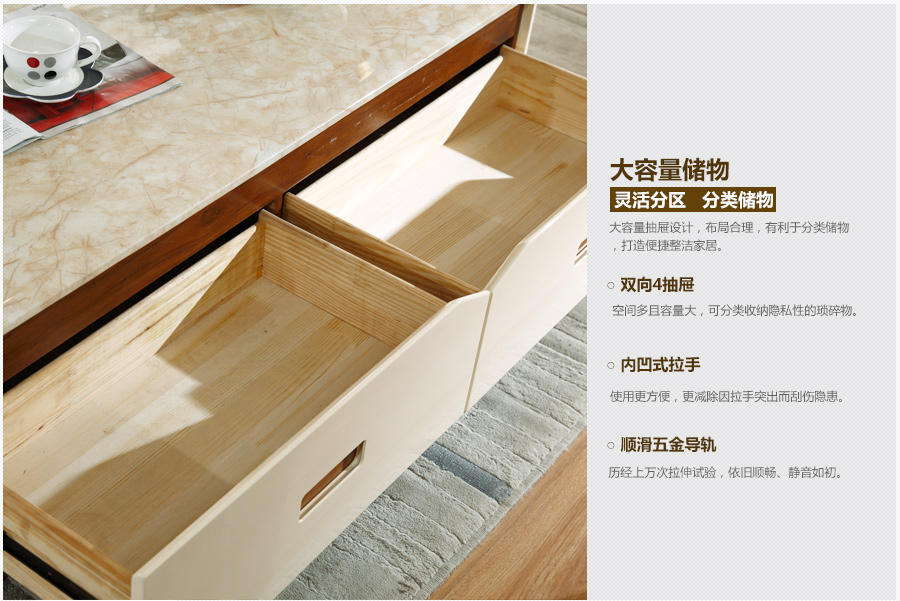 大容量储物
灵活分区 分类储物
大容量抽屉设计，布局合理，有利于分类储物
，打造便捷整洁家居。
○ 双向4抽屉
空间多且容量大，可分类收纳隐私性的琐碎物。
○ 内凹式拉手
使用更方便，更减除因拉手突出而刮伤隐患。
○ 顺滑五金导轨
历经上万次拉伸试验，依旧顺畅、静音如初。